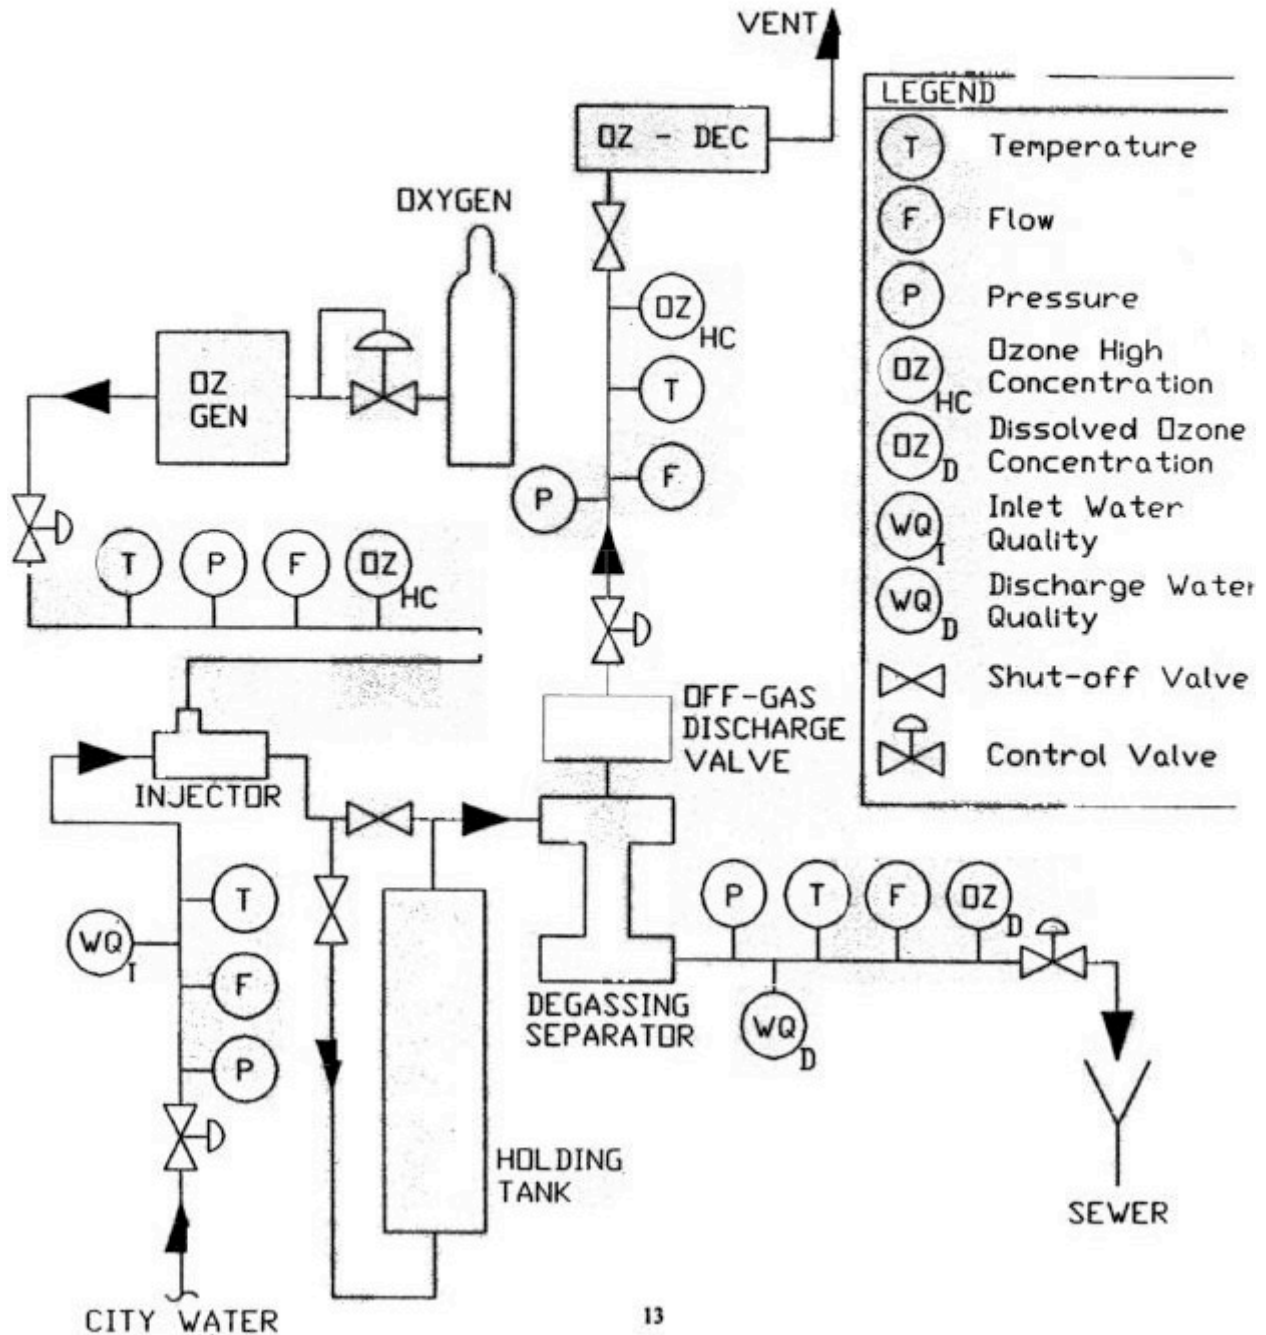 VENT
OZ - DEC
OXYGEN
OZ
GEN
OZ
HC
T
F
P
T
P
F
OZ
HC
OFF-GAS
DISCHARGE
VALVE
INJECTOR
T
WQ
I
F
P
DEGASSING
SEPARATOR
P
T
F
OZ
D
WQ
D
HOLDING
TANK
SEWER
CITY WATER
LEGEND
T Temperature
F Flow
P Pressure
OZ HC Ozone High
Concentration
OZ D Dissolved Ozone
Concentration
WQ I Inlet Water
Quality
WQ D Discharge Water
Quality
Shut-off Valve
Control Valve
13